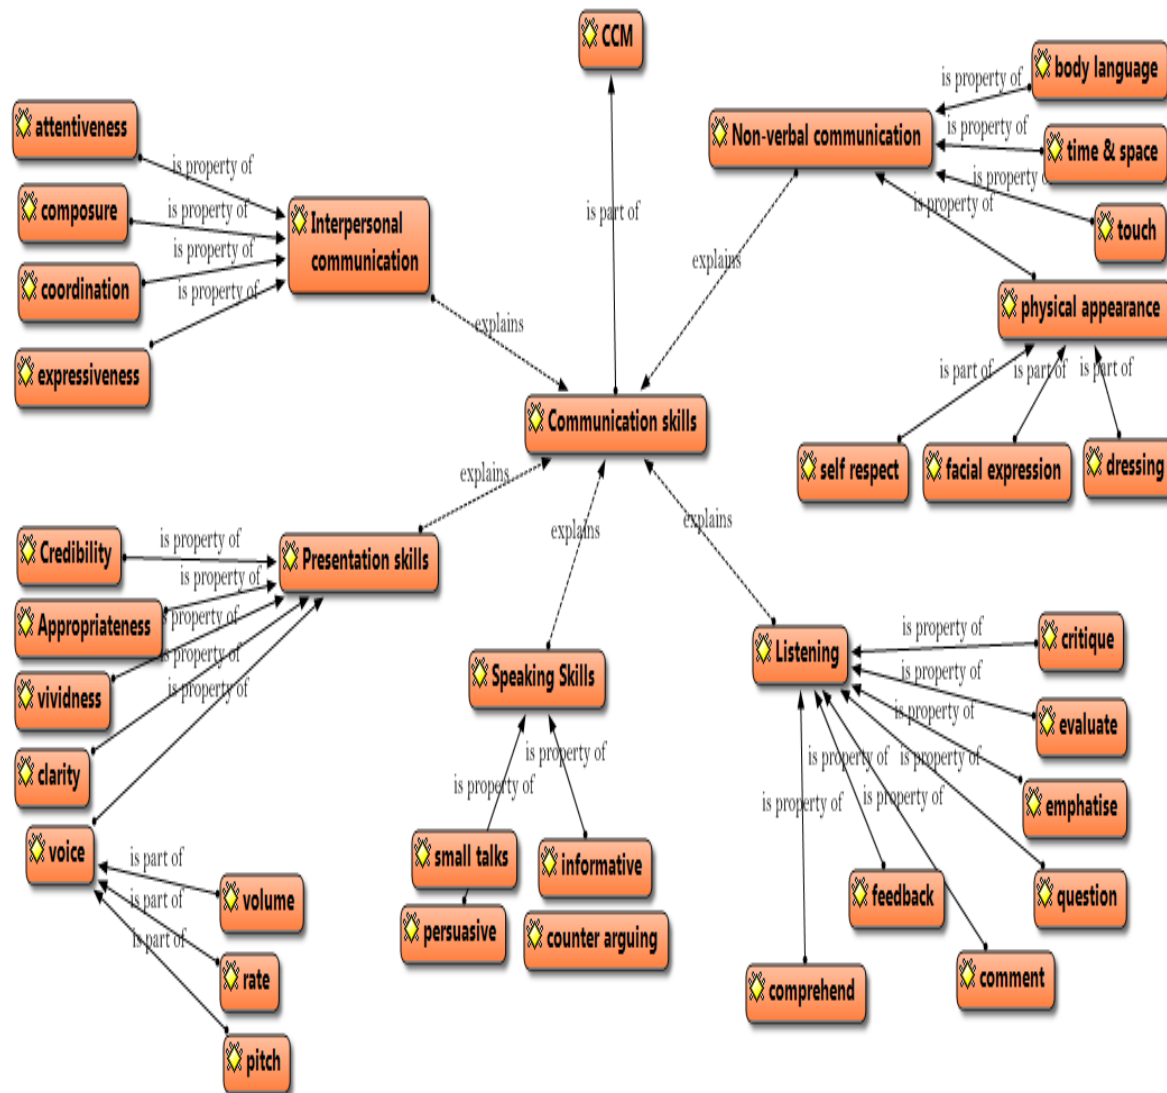 CCM
body language
is property of
attentiveness
Non-verbal communication
is property of
time & space
is property of
is property of
composure
is property of
Interpersonal
communication
is property of
is part of
is property of
touch
coordination
is property of
explains
physical appearance
is property of
explains
expressiveness
is part of
is part of
is part of
Communication skills
self respect
facial expression
dressing
explains
explains
explains
Credibility
is property of
Presentation skills
is property of
Appropriateness
is property of
is property of
is property of
vividness
clarity
voice
is part of
is part of
is part of
volume
rate
pitch
Speaking Skills
is property of
is property of
small talks
informative
persuasive
counter arguing
Listening
is property of
critique
is property of
evaluate
is property of
is property of
is property of
is property of
is property of
emphatise
feedback
question
comprehend
comment